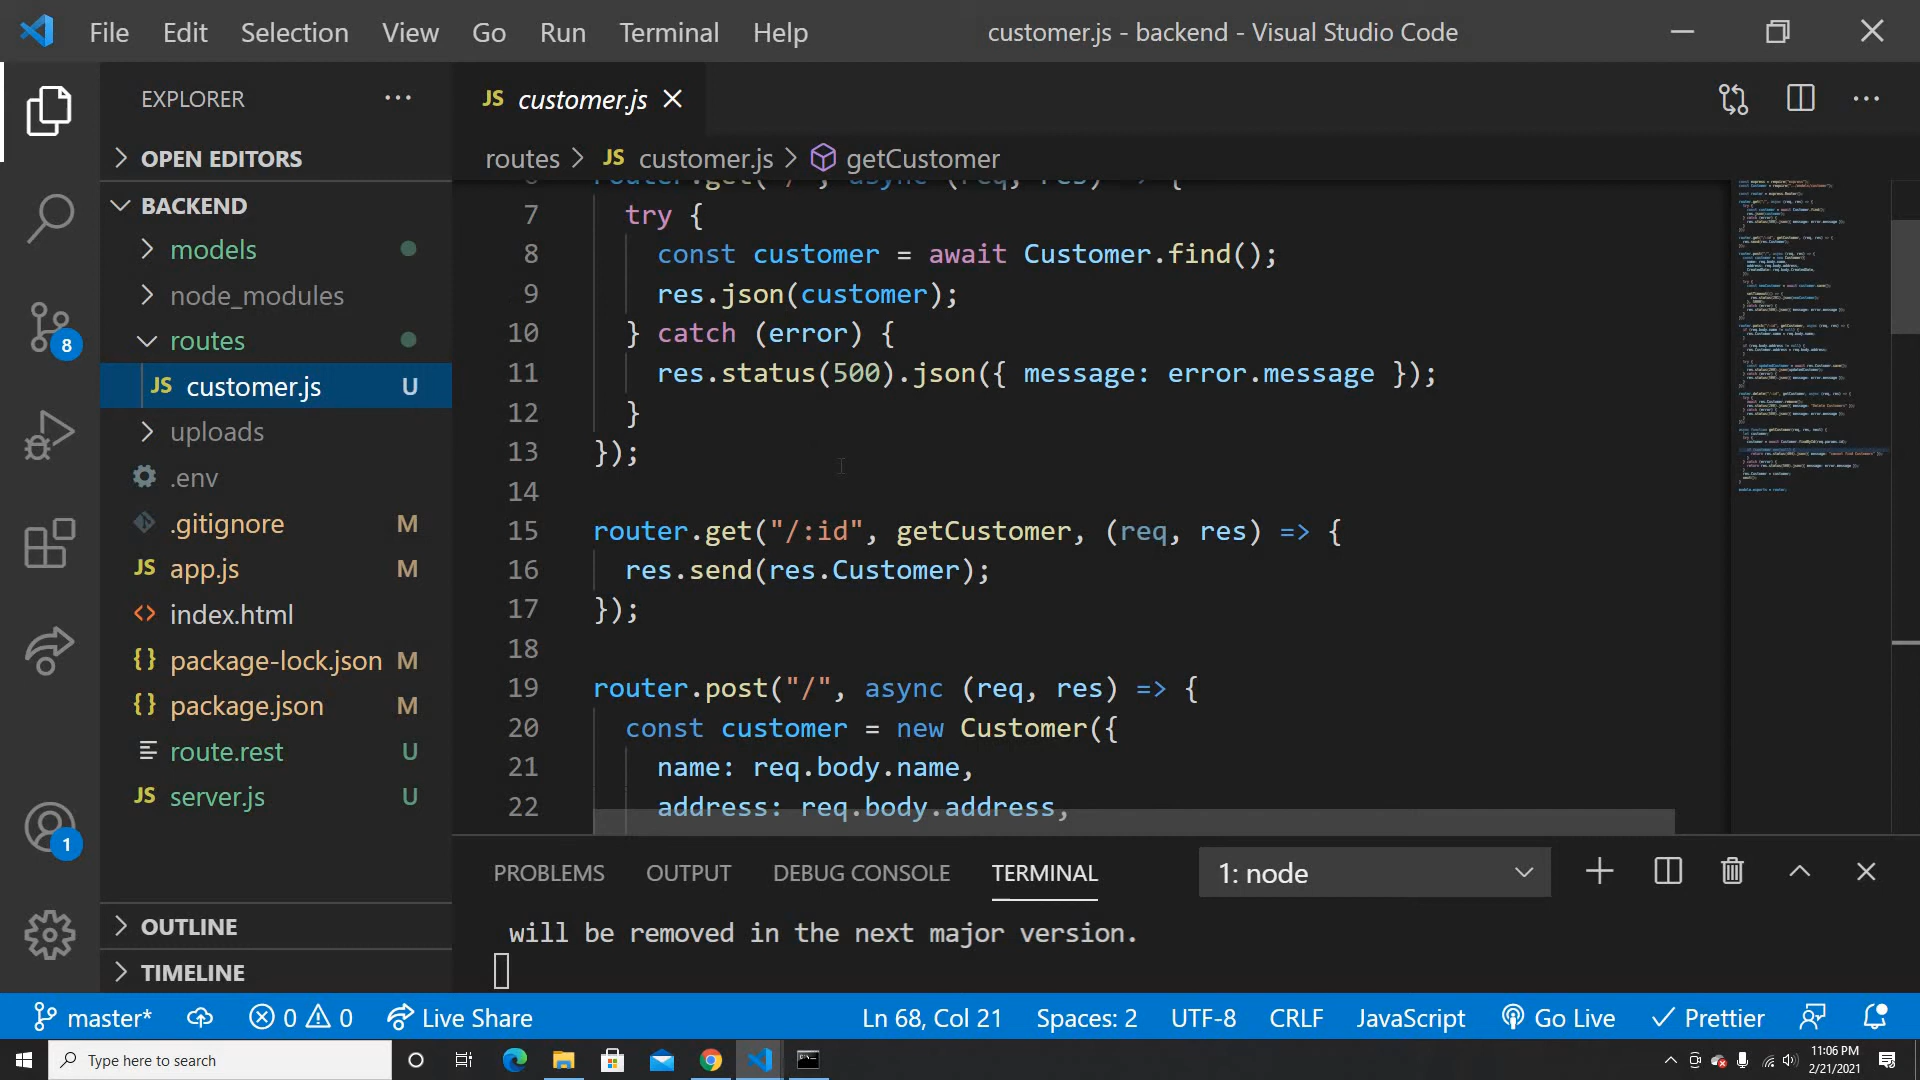 File Edit Selection View Go Run Terminal Help
customer.js - backend - Visual Studio Code
EXPLORER
OPEN EDITORS
BACKEND
models
node_modules
routes
JS customer.js U
uploads
.env
.gitignore M
JS app.js M
<> index.html
{} package-lock.json M
{} package.json M
route.rest U
JS server.js U
OUTLINE
TIMELINE
8
1
JS customer.js
routes > JS customer.js > getCustomer
6 router.get("/", async (req, res) => {
7 try {
8 const customer = await Customer.find();
9 res.json(customer);
10 } catch (error) {
11 res.status(500).json({ message: error.message });
12 }
13 });
14
15 router.get("/:id", getCustomer, (req, res) => {
16 res.send(res.Customer);
17 });
18
19 router.post("/", async (req, res) => {
20 const customer = new Customer({
21 name: req.body.name,
22 address: req.body.address,
PROBLEMS OUTPUT DEBUG CONSOLE TERMINAL
1: node
will be removed in the next major version.
master* 0 0 Live Share
Ln 68, Col 21 Spaces: 2 UTF-8 CRLF JavaScript Go Live Prettier
Type here to search
11:06 PM
2/21/2021